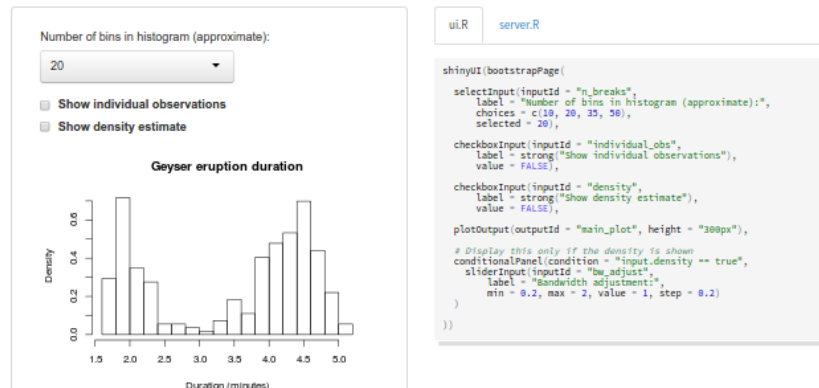 Number of bins in histogram (approximate):
20
Show individual observations
Show density estimate
Geyser eruption duration
Density
0.0
0.2
0.4
0.6
1.5 2.0 2.5 3.0 3.5 4.0 4.5 5.0
Duration (minutes)
ui.R server.R
shinyUI(bootstrapPage(
selectInput(inputId = "n_breaks",
label = "Number of bins in histogram (approximate):",
choices = c(10, 20, 35, 50),
selected = 20),
checkboxInput(inputId = "individual_obs",
label = strong("Show individual observations"),
value = FALSE),
checkboxInput(inputId = "density",
label = strong("Show density estimate"),
value = FALSE),
plotOutput(outputId = "main_plot", height = "300px"),
# Display this only if the density is shown
conditionalPanel(condition = "input.density == true",
sliderInput(inputId = "bw_adjust",
label = "Bandwidth adjustment:",
min = 0.2, max = 2, value = 1, step = 0.2)
)
))